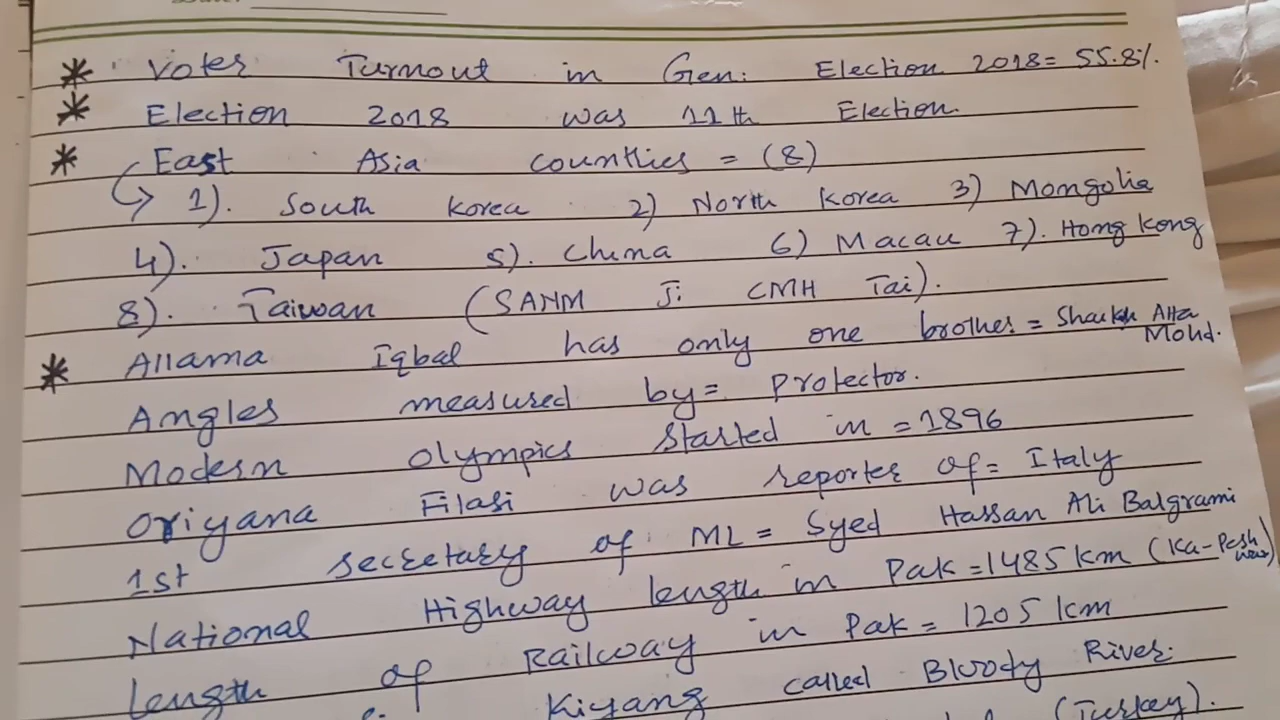 * Voter Turnout in Gen: Election 2018 = 55.8%.
* Election 2018 was 11th Election.
* East Asia countries = (8)
↳ 1). South Korea 2) North Korea 3) Mongolia
4). Japan 5). China 6) Macau 7). Hong Kong
8). Taiwan (SANM J. CMH Tai).
* Allama Iqbal has only one brother = Shaikh Atta Mohd.
Angles measured by = Protector.
Modern Olympics Started in = 1896
Oriyana Filasi was reporter of = Italy
1st secretary of ML = Syed Hassan Ali Balgrami
National Highway length in Pak = 1485 km (Ka-Peshawar)
length of Railway in Pak = 1205 km
Kiyang called Bloody River.
(Turkey).